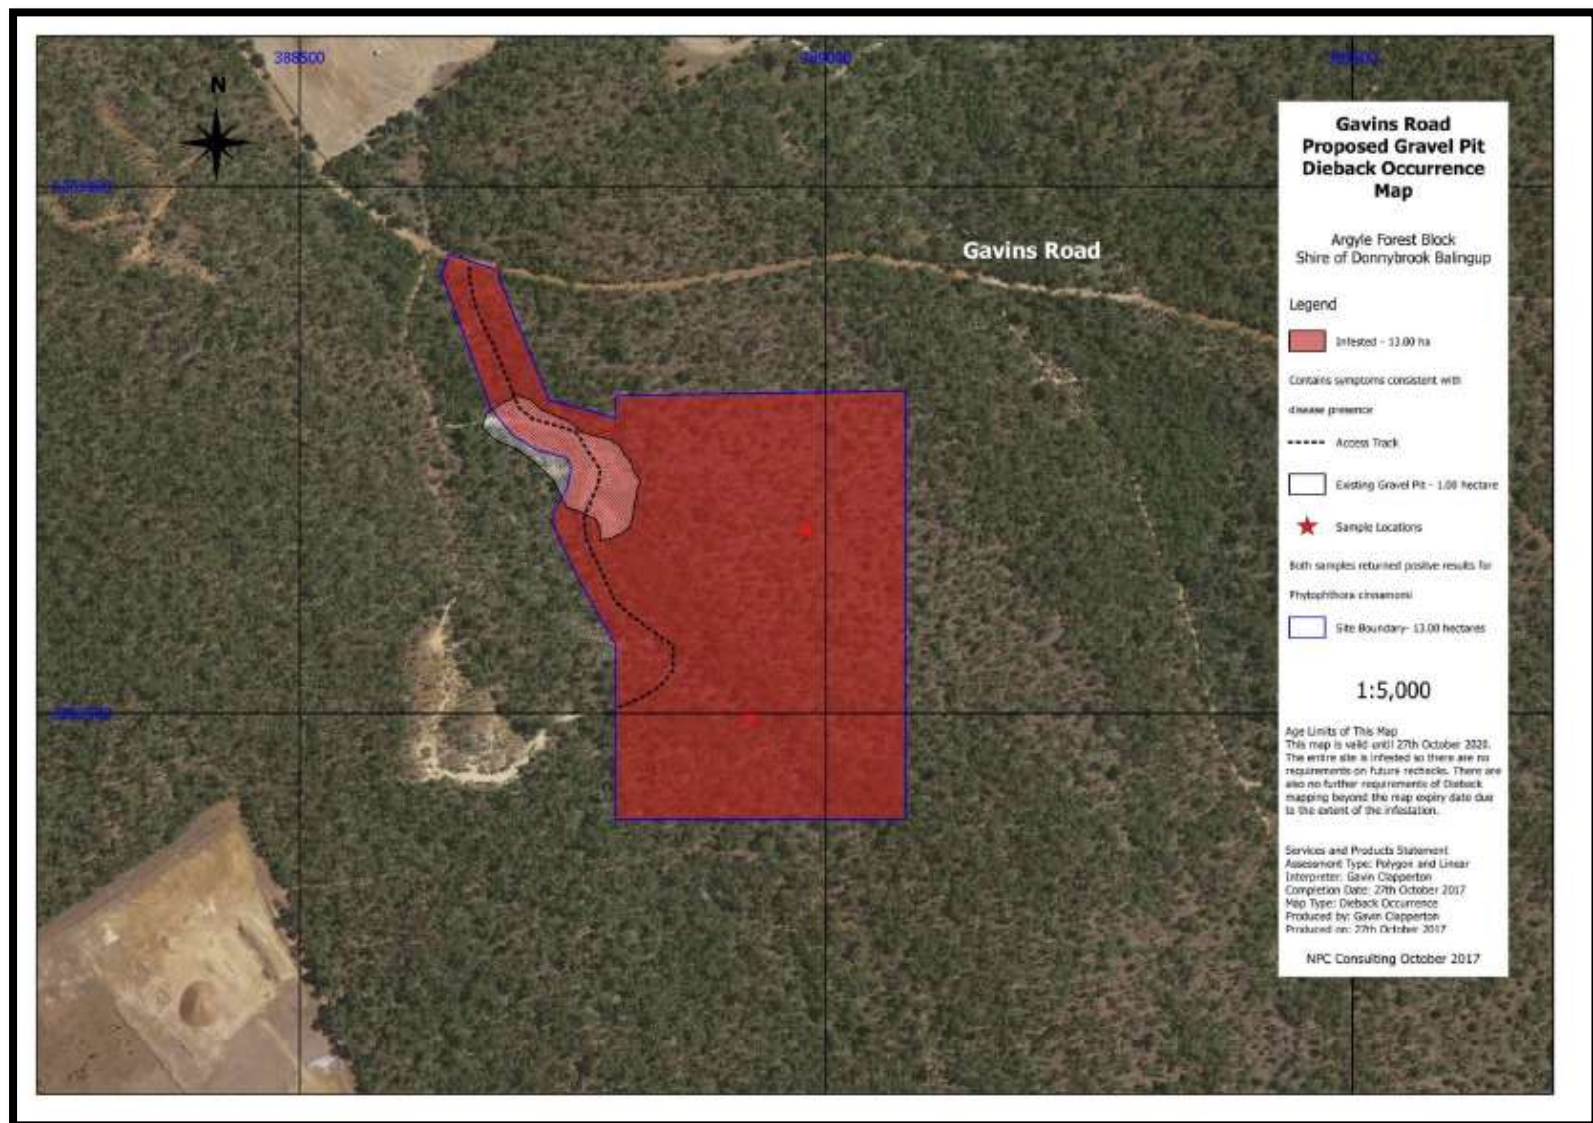 388500
N
Gavins Road
Gavins Road
Proposed Gravel Pit
Dieback Occurrence
Map
Argyle Forest Block
Shire of Donnybrook Balingup
Legend
Infested - 13.00 ha
Contains symptoms consistent with
disease presence
Access Track
Existing Gravel Pit - 1.00 hectare
Sample Locations
Both samples returned positive results for
Phytophthora cinnamomi
Site Boundary- 13.00 hectares
1:5,000
Age Limits of This Map
This map is valid until 27th October 2020.
The entire site is infested so there are no
requirements on future rechecks. There are
also no further requirements of Dieback
mapping beyond the map expiry date due
to the extent of the infestation.
Services and Products Statement
Assessment Type: Polygon and Linear
Interpreter: Gavin Clapperton
Completion Date: 27th October 2017
Map Type: Dieback Occurrence
Produced by: Gavin Clapperton
Produced on: 27th October 2017
NPC Consulting October 2017